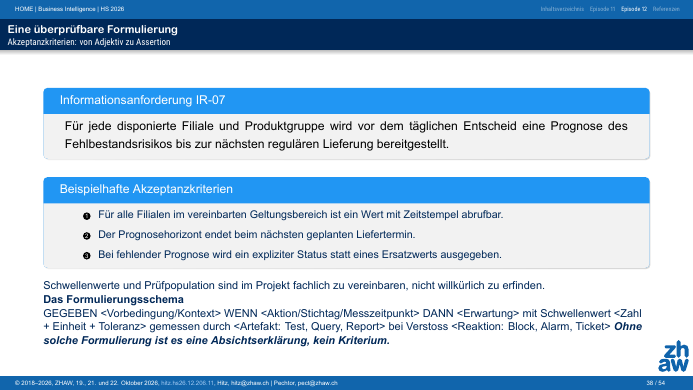 HOME | Business Intelligence | HS 2026
Inhaltsverzeichnis Episode 11 Episode 12 Referenzen
Eine überprüfbare Formulierung
Akzeptanzkriterien: von Adjektiv zu Assertion
Informationsanforderung IR-07
Für jede disponierte Filiale und Produktgruppe wird vor dem täglichen Entscheid eine Prognose des
Fehlbestandsrisikos bis zur nächsten regulären Lieferung bereitgestellt.
Beispielhafte Akzeptanzkriterien
1 Für alle Filialen im vereinbarten Geltungsbereich ist ein Wert mit Zeitstempel abrufbar.
2 Der Prognosehorizont endet beim nächsten geplanten Liefertermin.
3 Bei fehlender Prognose wird ein expliziter Status statt eines Ersatzwerts ausgegeben.
Schwellenwerte und Prüfpopulation sind im Projekt fachlich zu vereinbaren, nicht willkürlich zu erfinden.
Das Formulierungsschema
GEGEBEN <Vorbedingung/Kontext> WENN <Aktion/Stichtag/Messzeitpunkt> DANN <Erwartung> mit Schwellenwert <Zahl
+ Einheit + Toleranz> gemessen durch <Artefakt: Test, Query, Report> bei Verstoss <Reaktion: Block, Alarm, Ticket> Ohne
solche Formulierung ist es eine Absichtserklärung, kein Kriterium.
zh
aw
© 2018–2026, ZHAW, 19., 21. und 22. Oktober 2026, hitz.hs26.12.206.11, Hitz, hitz@zhaw.ch | Pechtor, pect@zhaw.ch
38 / 54